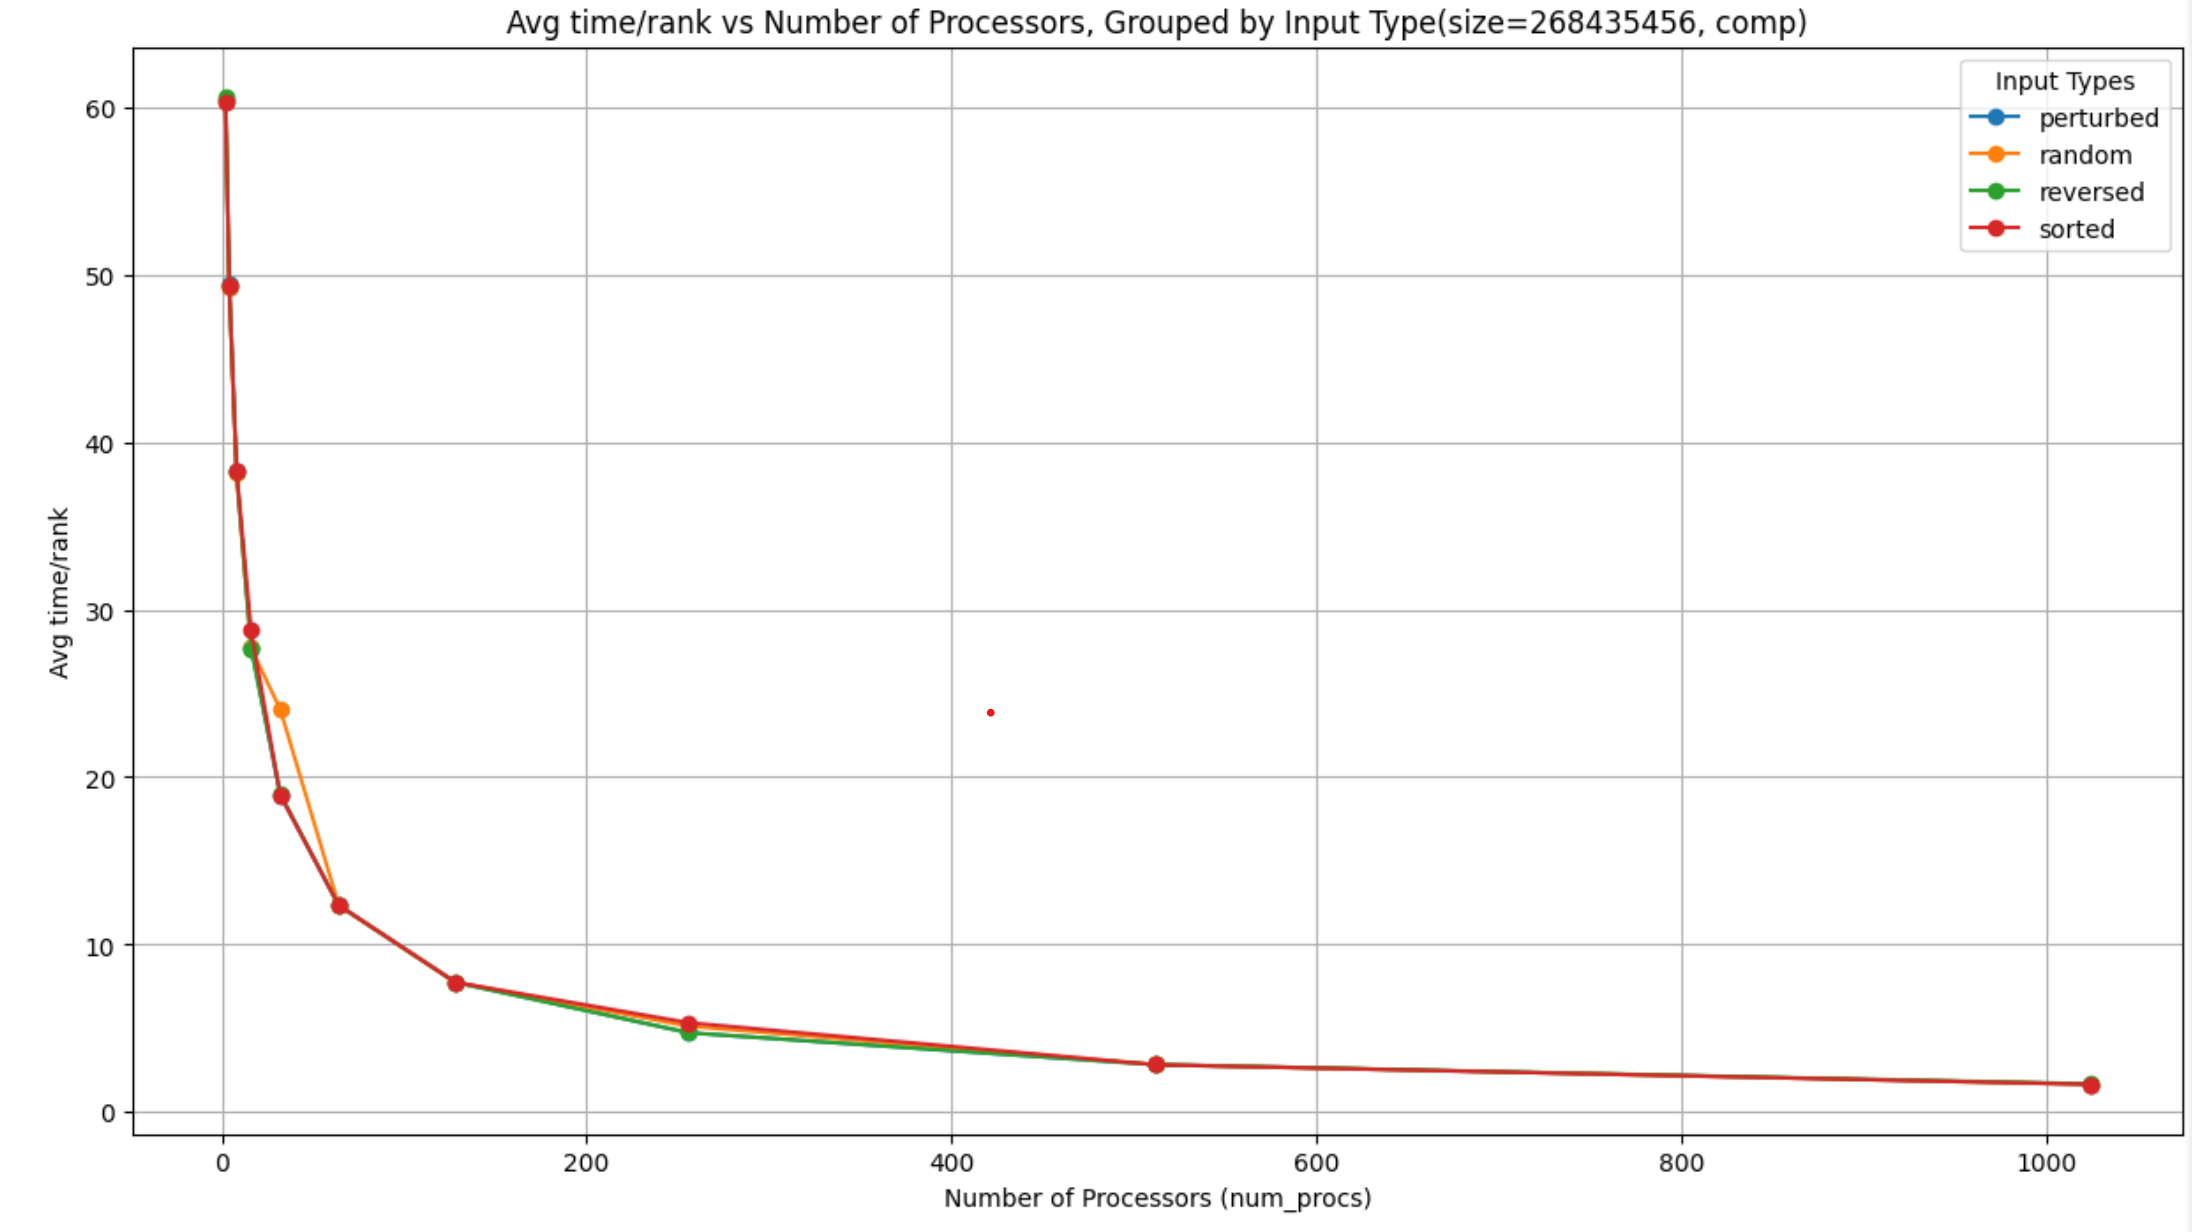 Avg time/rank vs Number of Processors, Grouped by Input Type(size=268435456, comp)
Input Types
perturbed
random
reversed
sorted
60
50
40
30
20
10
0
Avg time/rank
0 200 400 600 800 1000
Number of Processors (num_procs)